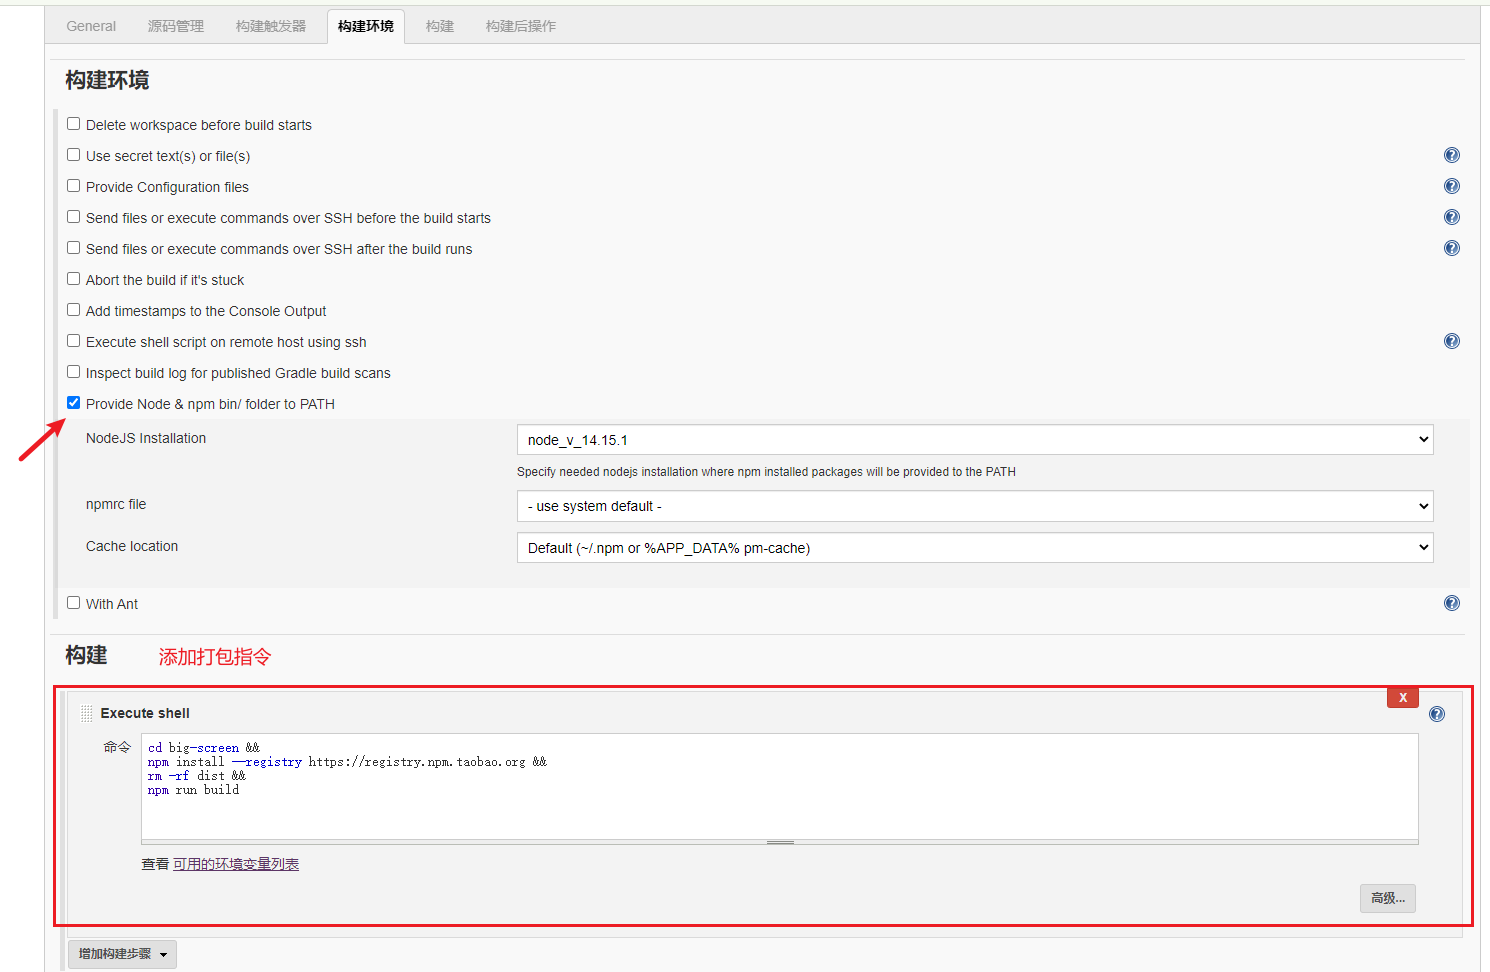 General 源码管理 构建触发器 构建环境 构建 构建后操作
构建环境
Delete workspace before build starts
Use secret text(s) or file(s)
Provide Configuration files
Send files or execute commands over SSH before the build starts
Send files or execute commands over SSH after the build runs
Abort the build if it's stuck
Add timestamps to the Console Output
Execute shell script on remote host using ssh
Inspect build log for published Gradle build scans
Provide Node & npm bin/ folder to PATH
NodeJS Installation node_v_14.15.1
Specify needed nodejs installation where npm installed packages will be provided to the PATH
npmrc file - use system default -
Cache location Default (~/.npm or %APP_DATA% pm-cache)
With Ant
构建 添加打包指令
X
Execute shell
命令 cd big-screen &&
npm install --registry https://registry.npm.taobao.org &&
rm -rf dist &&
npm run build
查看 可用的环境变量列表
高级...
增加构建步骤